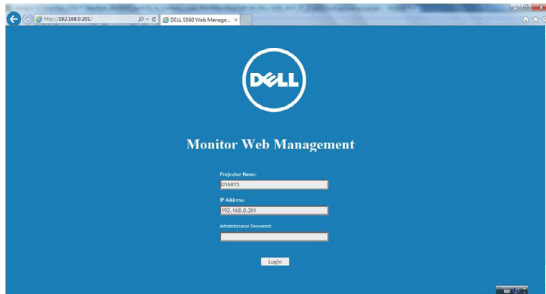 http://192.168.0.201/
DELL S560 Web Manage...
DELL
Monitor Web Management
Projector Name:
016815
IP Address:
192.168.0.201
Administrator Password:
Login